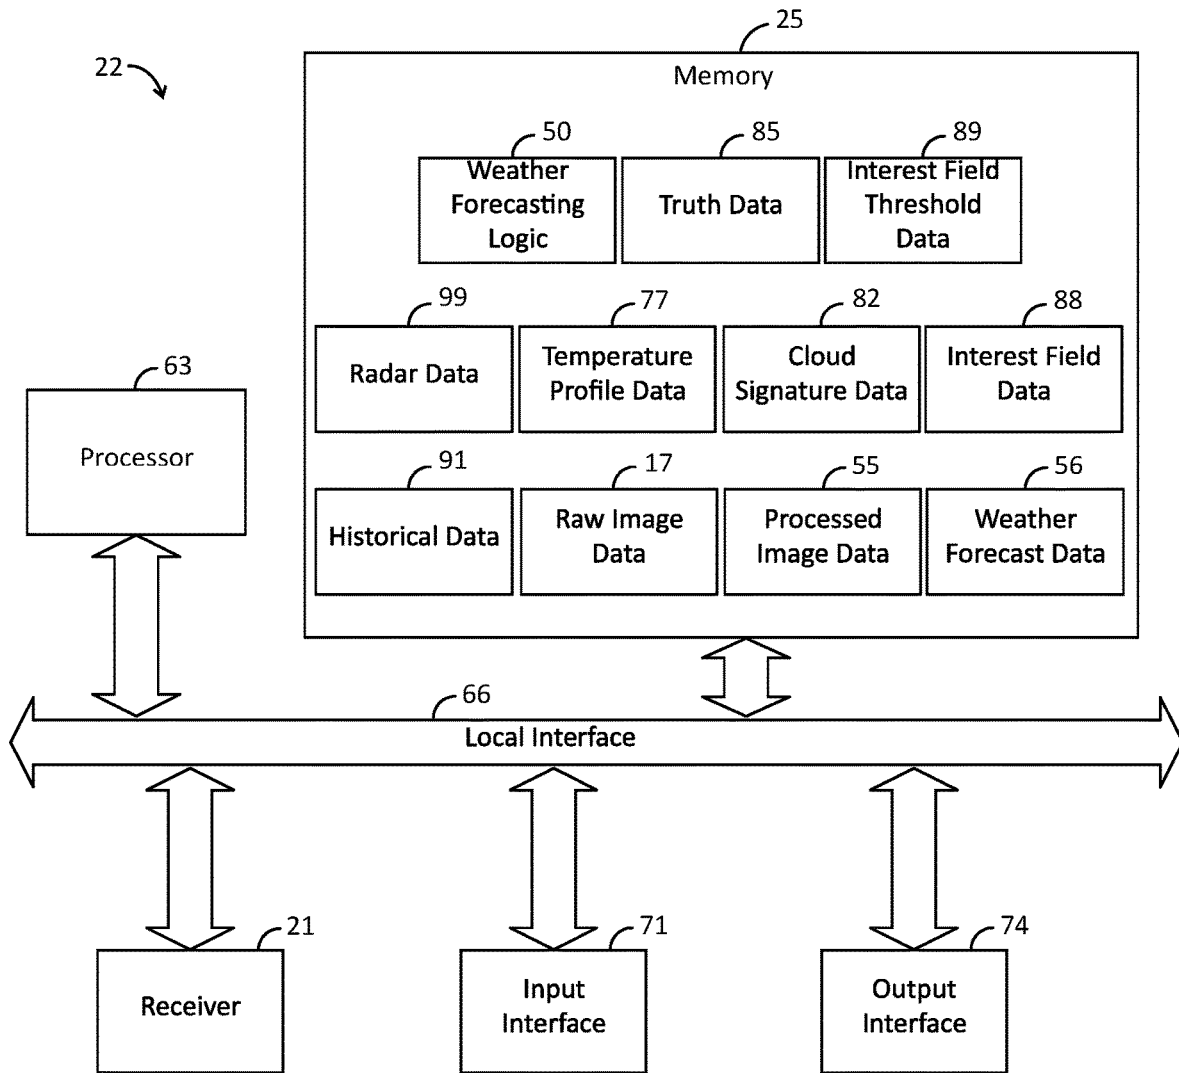 25
22
Memory
50
85
89
Weather
Forecasting
Logic
Truth Data
Interest Field
Threshold
Data
99
77
82
88
Radar Data
Temperature
Profile Data
Cloud
Signature Data
Interest Field
Data
63
Processor
91
17
55
56
Historical Data
Raw Image
Data
Processed
Image Data
Weather
Forecast Data
66
Local Interface
21
71
74
Receiver
Input
Interface
Output
Interface